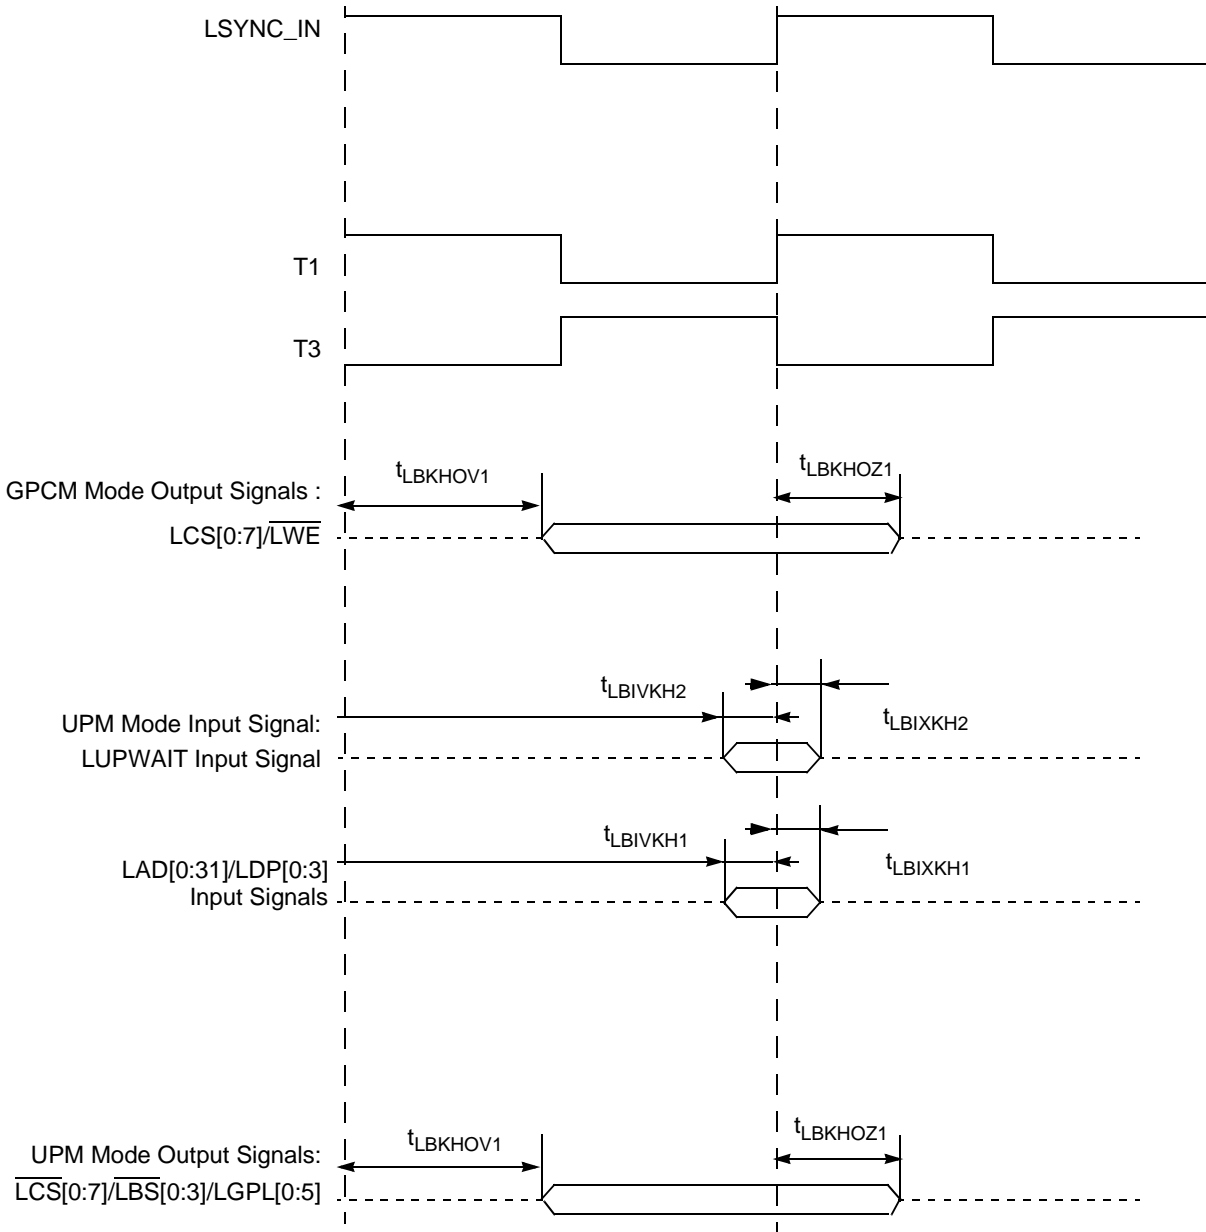 LSYNC_IN
T1
T3
tLBKHOV1
tLBKHOZ1
GPCM Mode Output Signals :
LCS[0:7]/LWE
tLBIVKH2
tLBIXKH2
UPM Mode Input Signal:
LUPWAIT Input Signal
tLBIVKH1
tLBIXKH1
LAD[0:31]/LDP[0:3]
Input Signals
tLBKHOV1
tLBKHOZ1
UPM Mode Output Signals:
LCS[0:7]/LBS[0:3]/LGPL[0:5]